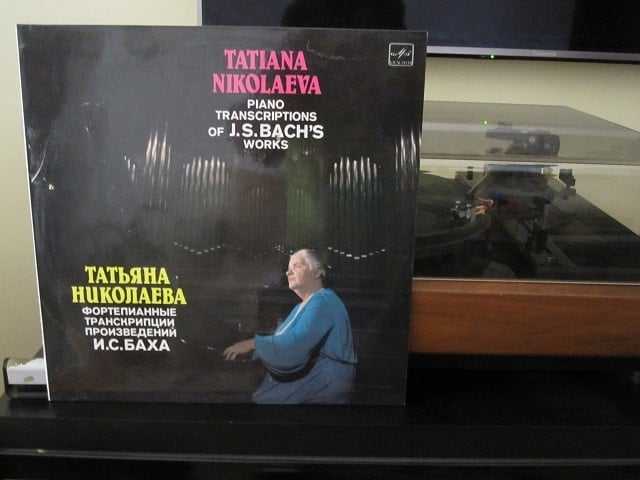 TATIANA
NIKOLAEVA
PIANO
TRANSCRIPTIONS
OF J.S.BACH'S
WORKS
ТАТЬЯНА
НИКОЛАЕВА
ФОРТЕПИАННЫЕ
ТРАНСКРИПЦИИ
ПРОИЗВЕДЕНИЙ
И.С.БАХА